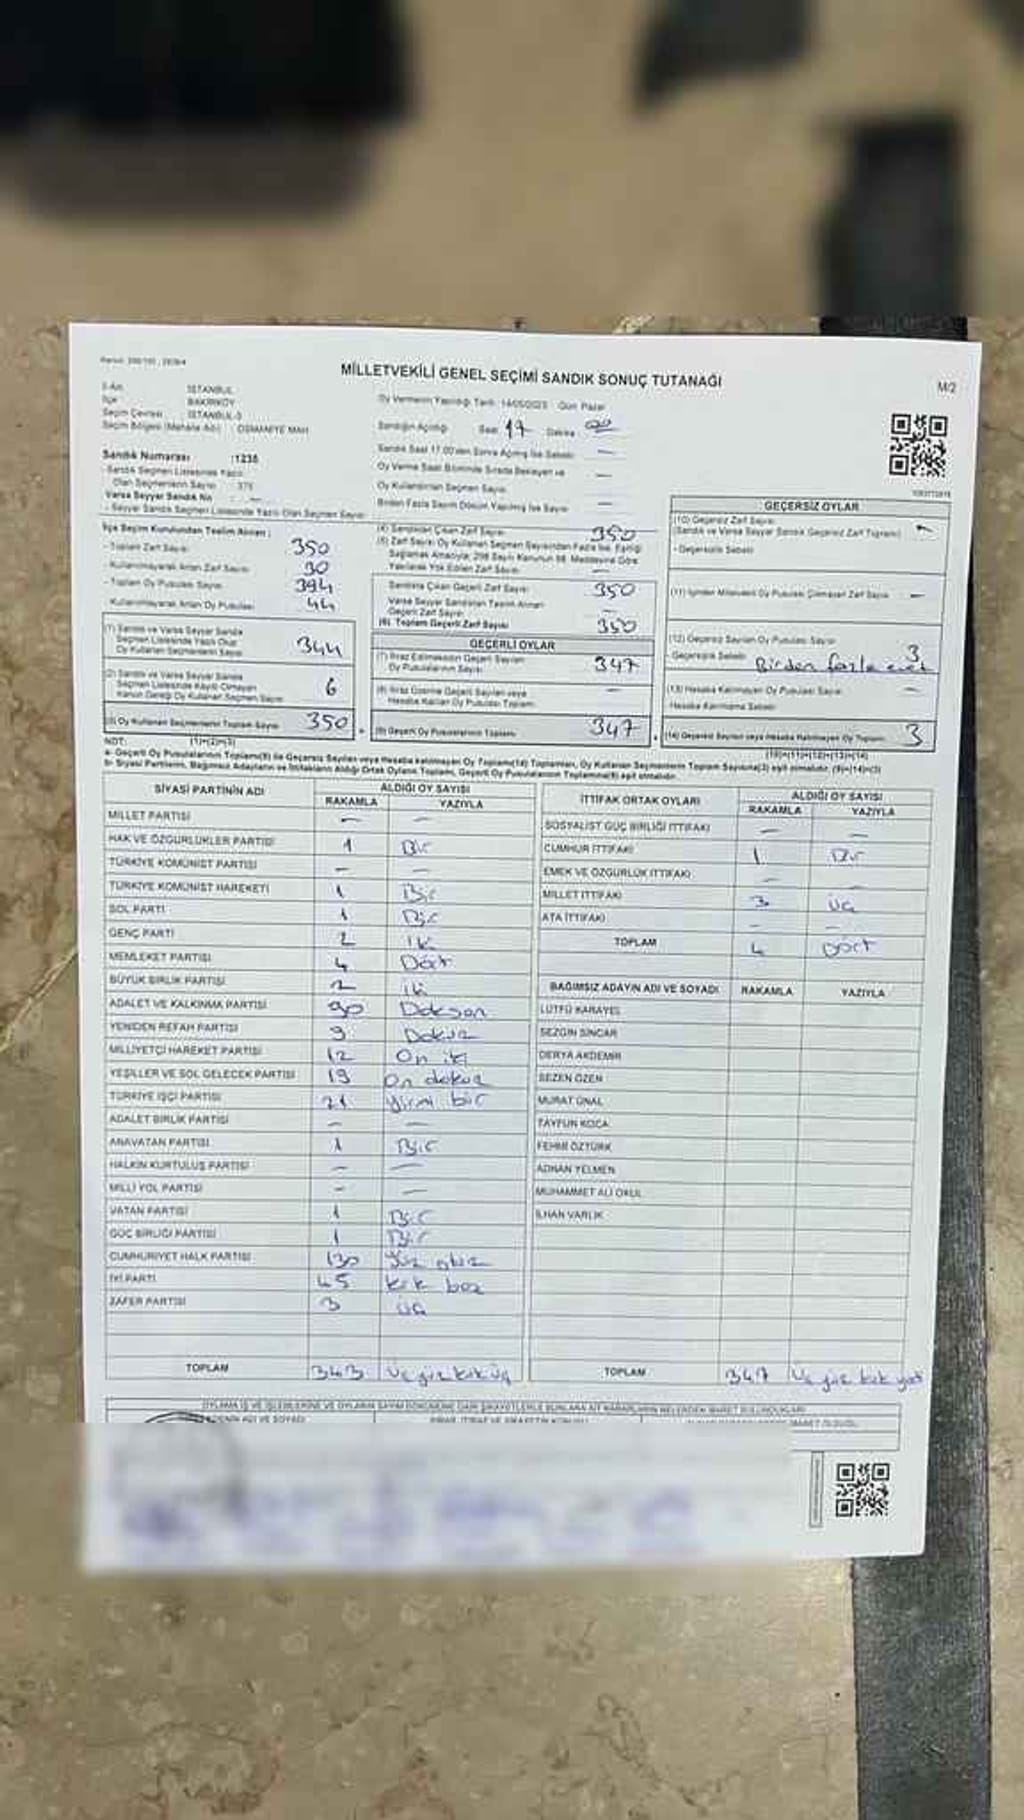 MİLLETVEKİLİ GENEL SEÇİMİ SANDIK SONUÇ TUTANAĞI
M/2
İli Adı : İSTANBUL
İlçe : BAKIRKÖY
Seçim Çevresi : İSTANBUL-3
Seçim Bölgesi (Mahalle Adı) : OSMANİYE MAH.
Sandık Numarası :1238
- Sandık Seçmen Listesinde Yazılı
Olan Seçmenlerin Sayısı : 375
Varsa Seyyar Sandık No : -
- Seyyar Sandık Seçmen Listesinde Yazılı Olan Seçmen Sayısı:
Oy Vermenin Yapıldığı Tarih: 14/05/2023 Gün: Pazar
Sandığın Açıldığı Saat 17 Dakika 00
Sandık Saat 17.00'den Sonra Açılmış İse Sebebi: -
Oy Verme Saati Bitiminde Sırada Bekleyen ve
Oy Kullandırılan Seçmen Sayısı: -
Birden Fazla Sayım Döküm Yapılmış İse Sayısı: -
İlçe Seçim Kurulundan Teslim Alınan :
- Toplam Zarf Sayısı: 350
- Kullanılmayarak Artan Zarf Sayısı: 30
- Toplam Oy Pusulası Sayısı: 394
- Kullanılmayarak Artan Oy Pusulası: 44
(1) Sandık ve Varsa Seyyar Sandık
Seçmen Listesinde Yazılı Olup
Oy Kullanan Seçmenlerin Sayısı: 344
(2) Sandık ve Varsa Seyyar Sandık
Seçmen Listesinde Kayıtlı Olmayan
Kanun Gereği Oy Kullanan Seçmen Sayısı: 6
(3) Oy Kullanan Seçmenlerin Toplam Sayısı: 350
(1)+(2)=(3)
(4) Sandıktan Çıkan Zarf Sayısı: 350
(5) Zarf Sayısı Oy Kullanan Seçmen Sayısından Fazla İse, Eşitliği
Sağlamak Amacıyla; 298 Sayılı Kanunun 98. Maddesine Göre
Yakılarak Yok Edilen Zarf Sayısı: -
Sandıkta Çıkan Geçerli Zarf Sayısı: 350
Varsa Seyyar Sandıktan Teslim Alınan
Geçerli Zarf Sayısı: -
(6) Toplam Geçerli Zarf Sayısı: 350
GEÇERLİ OYLAR
(7) İtiraz Edilmeksizin Geçerli Sayılan
Oy Pusulalarının Sayısı: 347
(8) İtiraz Üzerine Geçerli Sayılan veya
Hesaba Katılan Oy Pusulası Toplamı: -
(9) Geçerli Oy Pusulalarının Toplamı: 347
GEÇERSİZ OYLAR
(10) Geçersiz Zarf Sayısı
(Sandık ve Varsa Seyyar Sandık Geçersiz Zarf Toplamı): -
- Geçersizlik Sebebi:
(11) İçinden Milletvekili Oy Pusulası Çıkmayan Zarf Sayısı: -
(12) Geçersiz Sayılan Oy Pusulası Sayısı: 3
- Geçersizlik Sebebi: Birden fazla evet
(13) Hesaba Katılmayan Oy Pusulası Sayısı: -
Hesaba Katılmama Sebebi:
(14) Geçersiz Sayılan veya Hesaba Katılmayan Oy Toplamı: 3
(10)+(11)+(12)+(13)=(14)
NOT:
a- Geçerli Oy Pusulalarının Toplamı(9) ile Geçersiz Sayılan veya Hesaba katılmayan Oy Toplamı(14) Toplamları, Oy Kullanan Seçmenlerin Toplam Sayısına(3) eşit olmalıdır. (9)+(14)=(3)
b- Siyasi Partilerin, Bağımsız Adayların ve İttifakların Aldığı Ortak Oyların Toplamı, Geçerli Oy Pusulalarının Toplamına(9) eşit olmalıdır.
SİYASİ PARTİNİN ADI ALDIĞI OY SAYISI
RAKAMLA YAZIYLA
MİLLET PARTİSİ - -
HAK VE ÖZGÜRLÜKLER PARTİSİ 1 Bir
TÜRKİYE KOMÜNİST PARTİSİ - -
TÜRKİYE KOMÜNİST HAREKETİ 1 Bir
SOL PARTİ 1 Bir
GENÇ PARTİ 2 iki
MEMLEKET PARTİSİ 4 Dört
BÜYÜK BİRLİK PARTİSİ 2 iki
ADALET VE KALKINMA PARTİSİ 90 Doksan
YENİDEN REFAH PARTİSİ 9 Dokuz
MİLLİYETÇİ HAREKET PARTİSİ 12 On iki
YEŞİLLER VE SOL GELECEK PARTİSİ 19 On dokuz
TÜRKİYE İŞÇİ PARTİSİ 21 yirmi bir
ADALET BİRLİK PARTİSİ - -
ANAVATAN PARTİSİ 1 Bir
HALKIN KURTULUŞ PARTİSİ - -
MİLLİ YOL PARTİSİ - -
VATAN PARTİSİ 1 Bir
GÜÇ BİRLİĞİ PARTİSİ 1 Bir
CUMHURİYET HALK PARTİSİ 130 yüz otuz
İYİ PARTİ 45 kırk beş
ZAFER PARTİSİ 3 üç
TOPLAM 343 üç yüz kırk üç
İTTİFAK ORTAK OYLARI ALDIĞI OY SAYISI
RAKAMLA YAZIYLA
SOSYALİST GÜÇ BİRLİĞİ İTTİFAKI - -
CUMHUR İTTİFAKI 1 Bir
EMEK VE ÖZGÜRLÜK İTTİFAKI - -
MİLLET İTTİFAKI 3 üç
ATA İTTİFAKI - -
TOPLAM 4 Dört
BAĞIMSIZ ADAYIN ADI VE SOYADI RAKAMLA YAZIYLA
LÜTFÜ KARAYEL
SEZGİN SİNCAR
DERYA AKDEMİR
SEZEN ÖZEN
MURAT ÜNAL
TAYFUN KOCA
FEHMİ ÖZTÜRK
ADNAN YELMEN
MUHAMMET ALİ OKUL
İLHAN VARLIK
TOPLAM 347 üç yüz kırk yedi
OYLAMA İŞ VE İŞLEMLERİNE VE OYLARIN SAYIM DÖKÜMÜNE DAİR ŞİKAYETLERLE BUNLARA AİT KARARLARIN NELERDEN İBARET BULUNDUKLARI